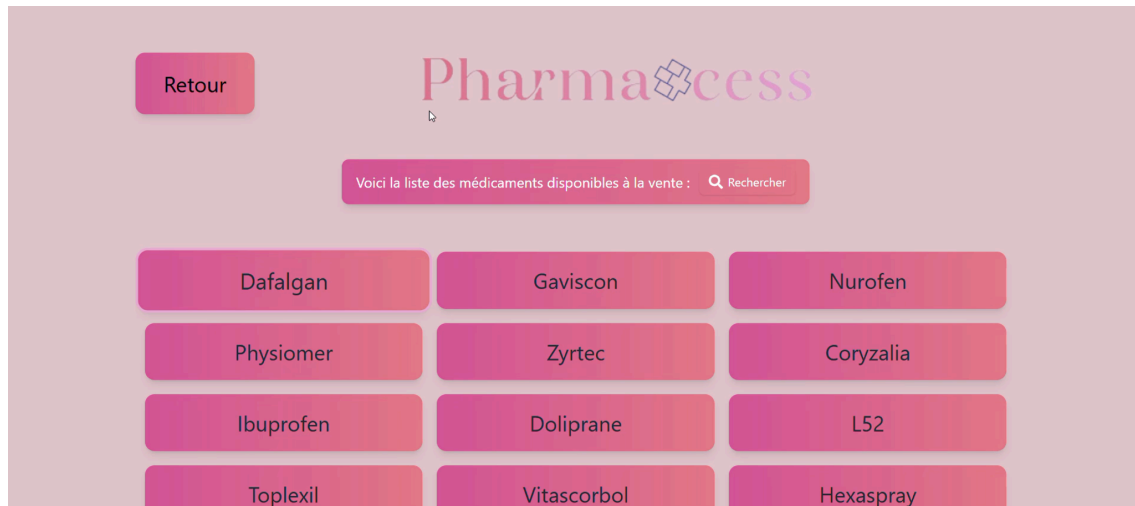 Retour
Pharmacess
Voici la liste des médicaments disponibles à la vente : Rechercher
Dafalgan
Gaviscon
Nurofen
Physiomer
Zyrtec
Coryzalia
Ibuprofen
Doliprane
L52
Toplexil
Vitascorbol
Hexaspray